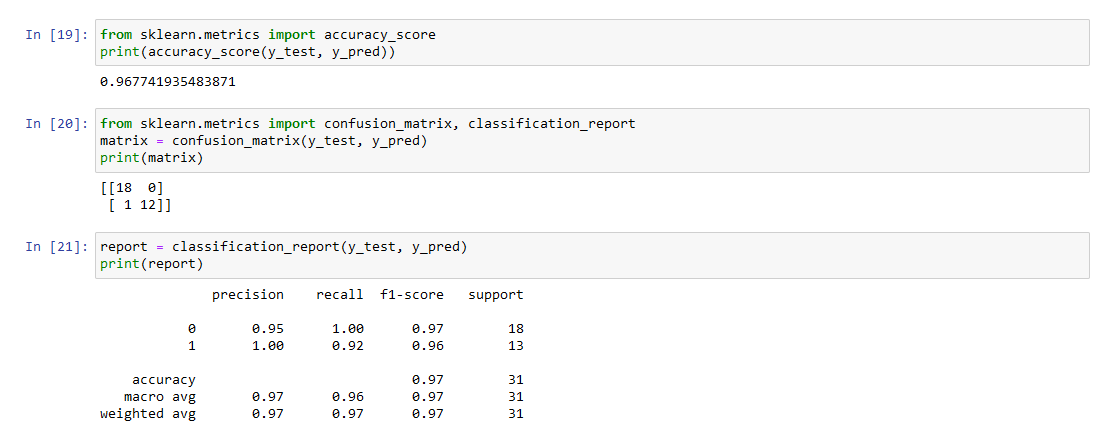 In [19]: from sklearn.metrics import accuracy_score
print(accuracy_score(y_test, y_pred))
0.967741935483871
In [20]: from sklearn.metrics import confusion_matrix, classification_report
matrix = confusion_matrix(y_test, y_pred)
print(matrix)
[[18  0]
 [ 1 12]]
In [21]: report = classification_report(y_test, y_pred)
print(report)
              precision    recall  f1-score   support
           0       0.95      1.00      0.97        18
           1       1.00      0.92      0.96        13
    accuracy                           0.97        31
   macro avg       0.97      0.96      0.97        31
weighted avg       0.97      0.97      0.97        31